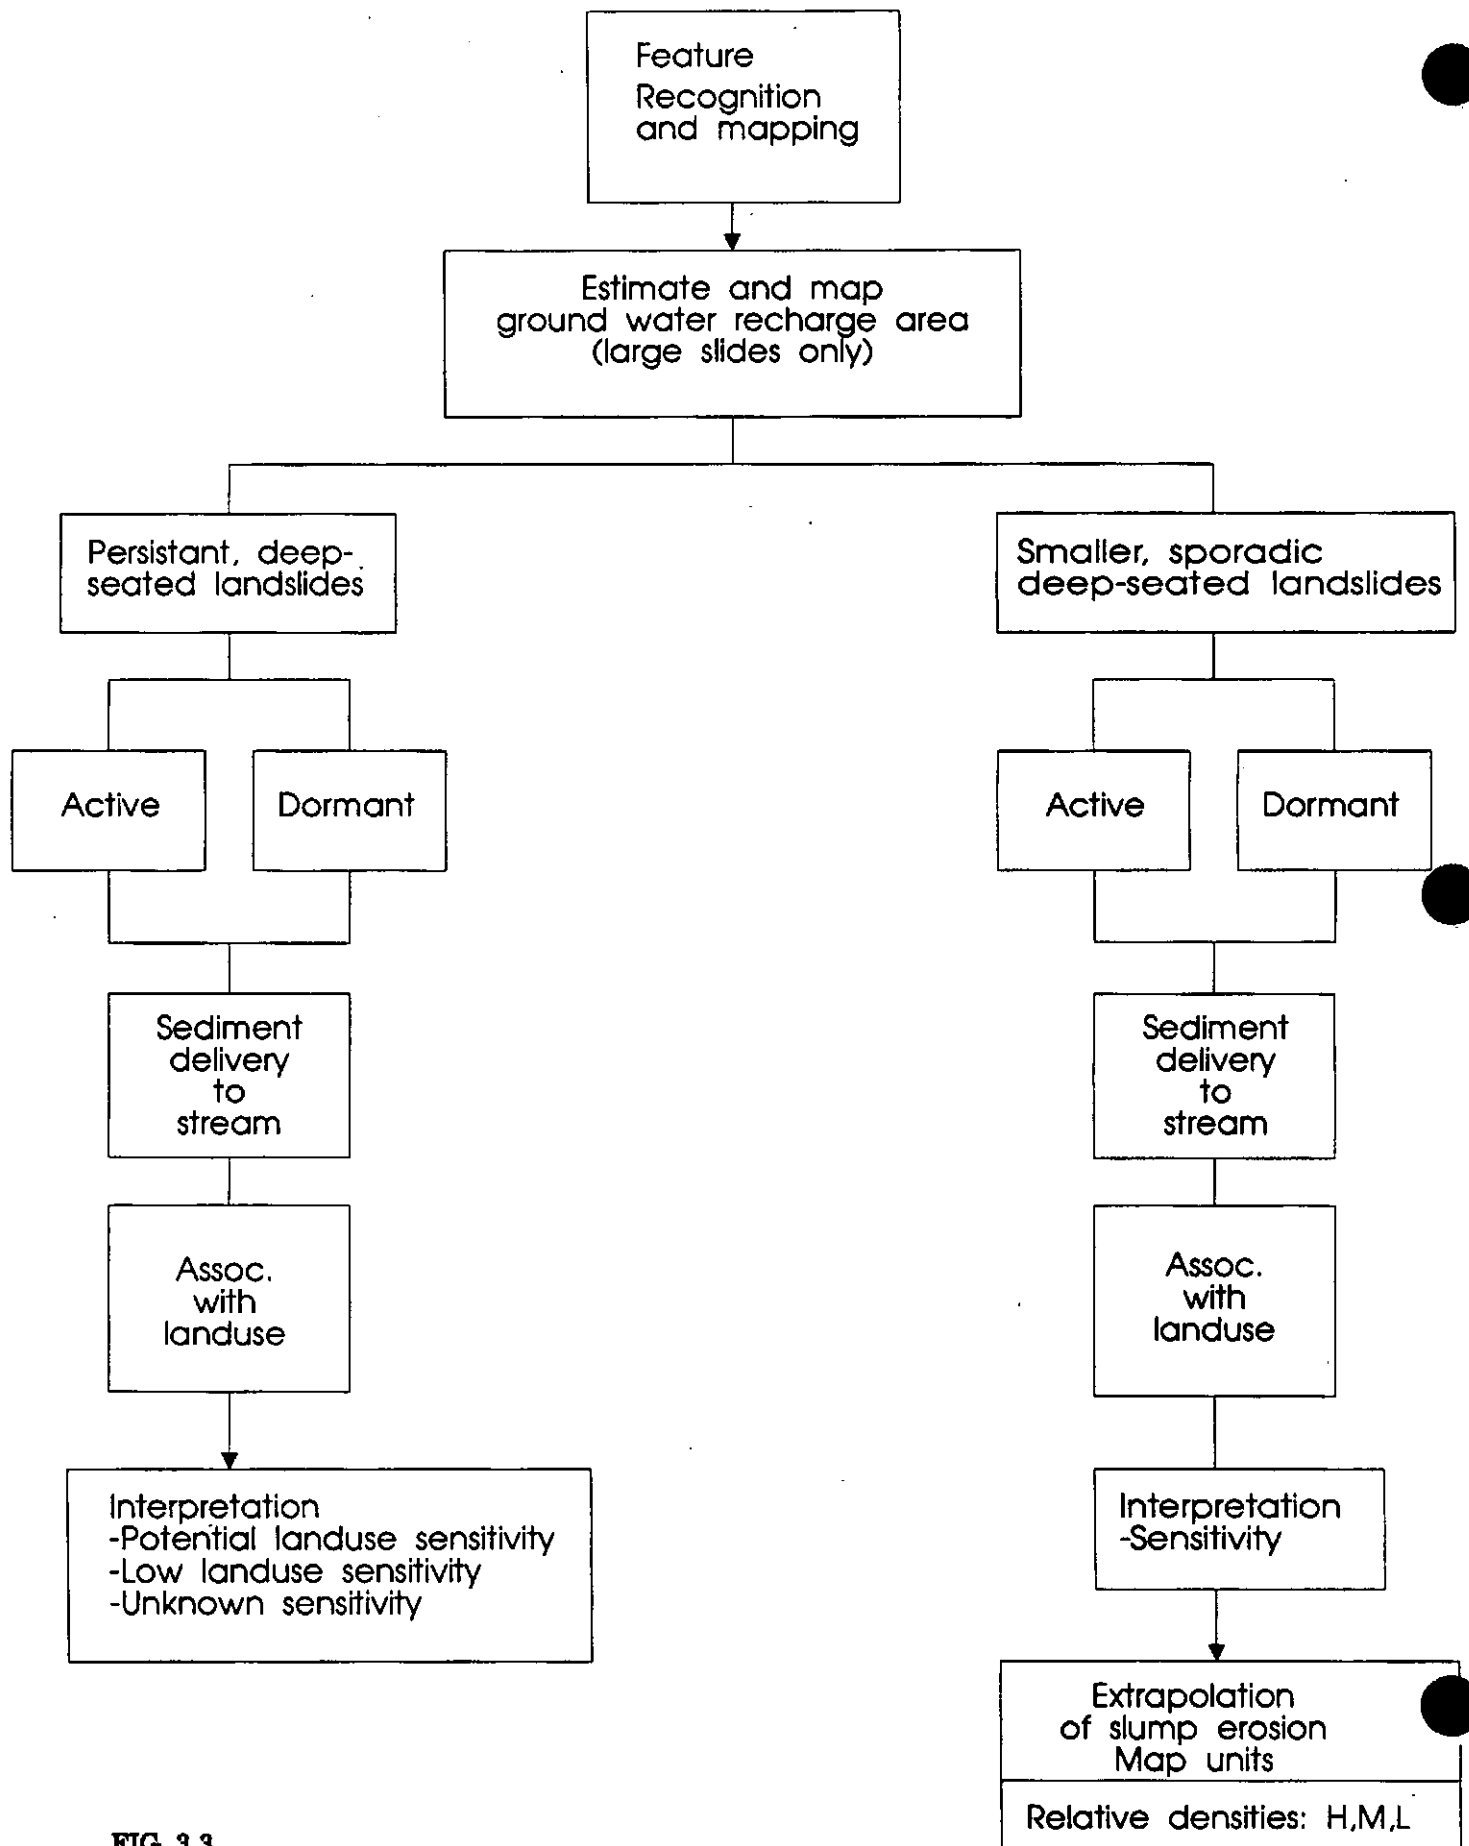 Feature
Recognition
and mapping
Estimate and map
ground water recharge area
(large slides only)
Persistant, deep-
seated landslides
Smaller, sporadic
deep-seated landslides
Active
Dormant
Active
Dormant
Sediment
delivery
to
stream
Sediment
delivery
to
stream
Assoc.
with
landuse
Assoc.
with
landuse
Interpretation
-Potential landuse sensitivity
-Low landuse sensitivity
-Unknown sensitivity
Interpretation
-Sensitivity
Extrapolation
of slump erosion
Map units
Relative densities: H,M,L
FIG 3.3